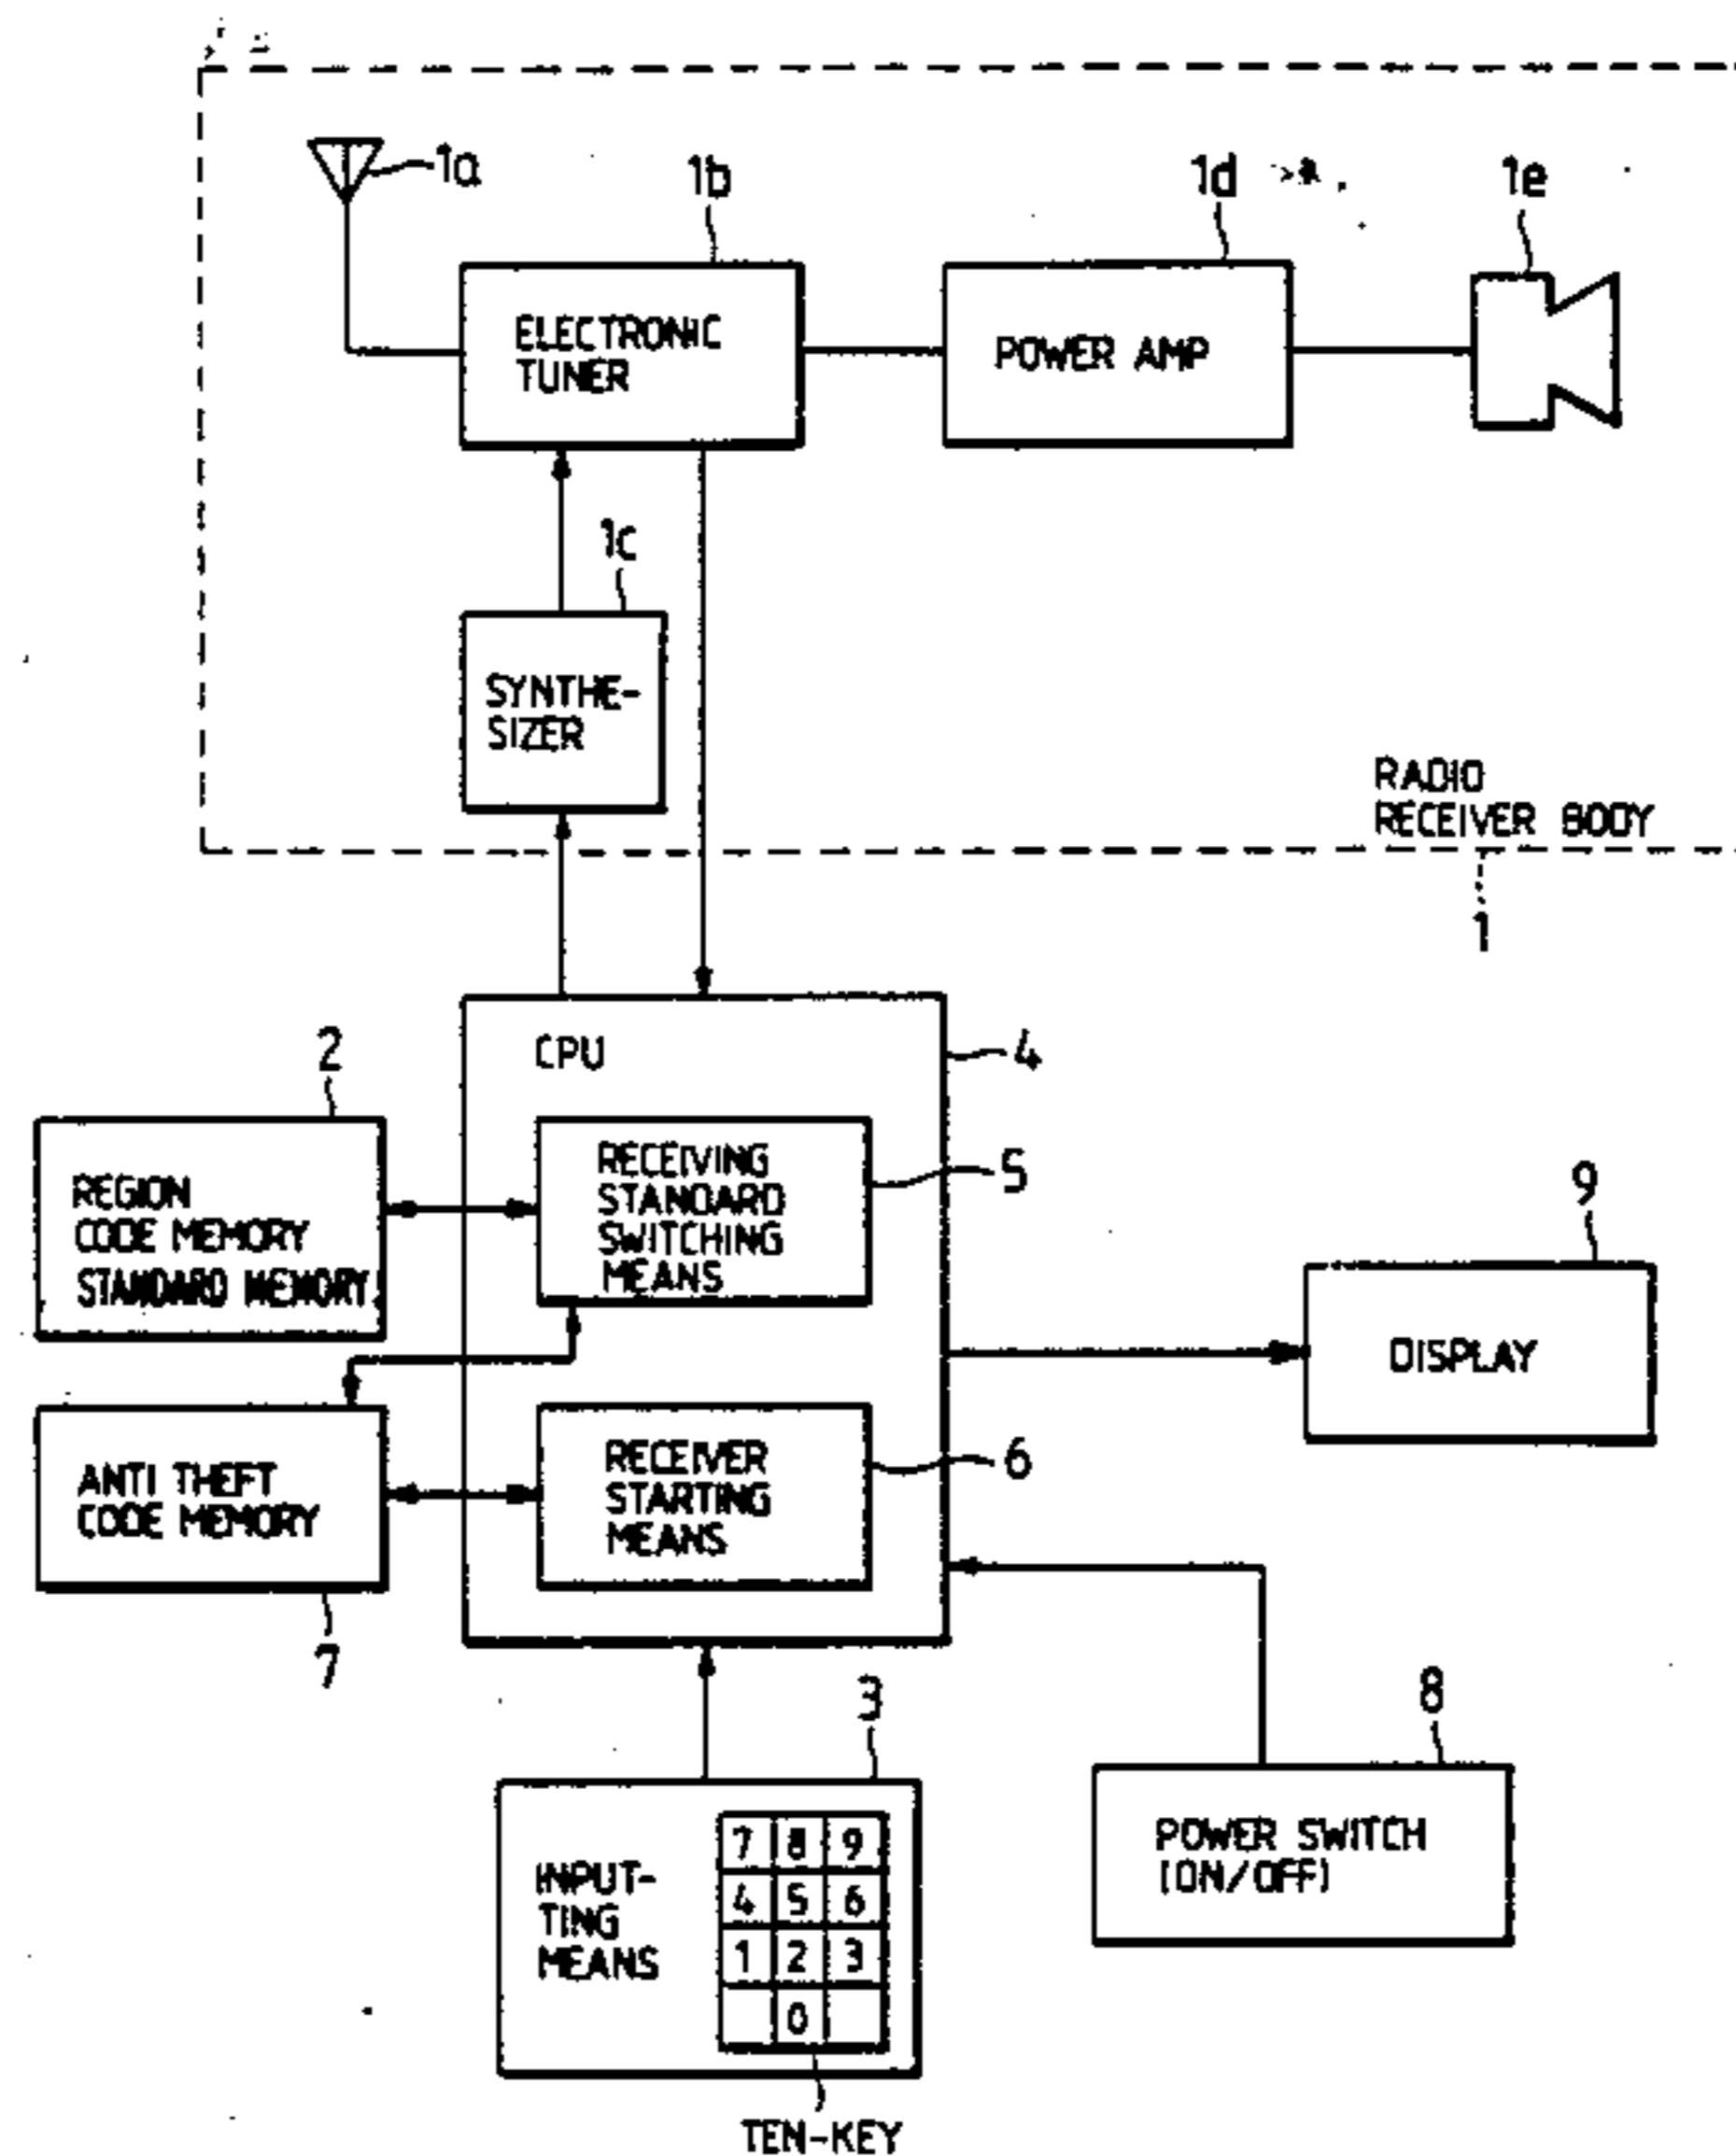 1a
1b
1d
1e
ELECTRONIC
TUNER
POWER AMP
1c
SYNTHE-
SIZER
RADIO
RECEIVER BODY
1
CPU
4
2
REGION
CODE MEMORY
STANDARD MEMORY
RECEIVING
STANDARD
SWITCHING
MEANS
5
9
DISPLAY
ANTI THEFT
CODE MEMORY
7
RECEIVER
STARTING
MEANS
6
3
INPUT-
TING
MEANS
7 8 9
4 5 6
1 2 3
0
TEN-KEY
8
POWER SWITCH
(ON/OFF)